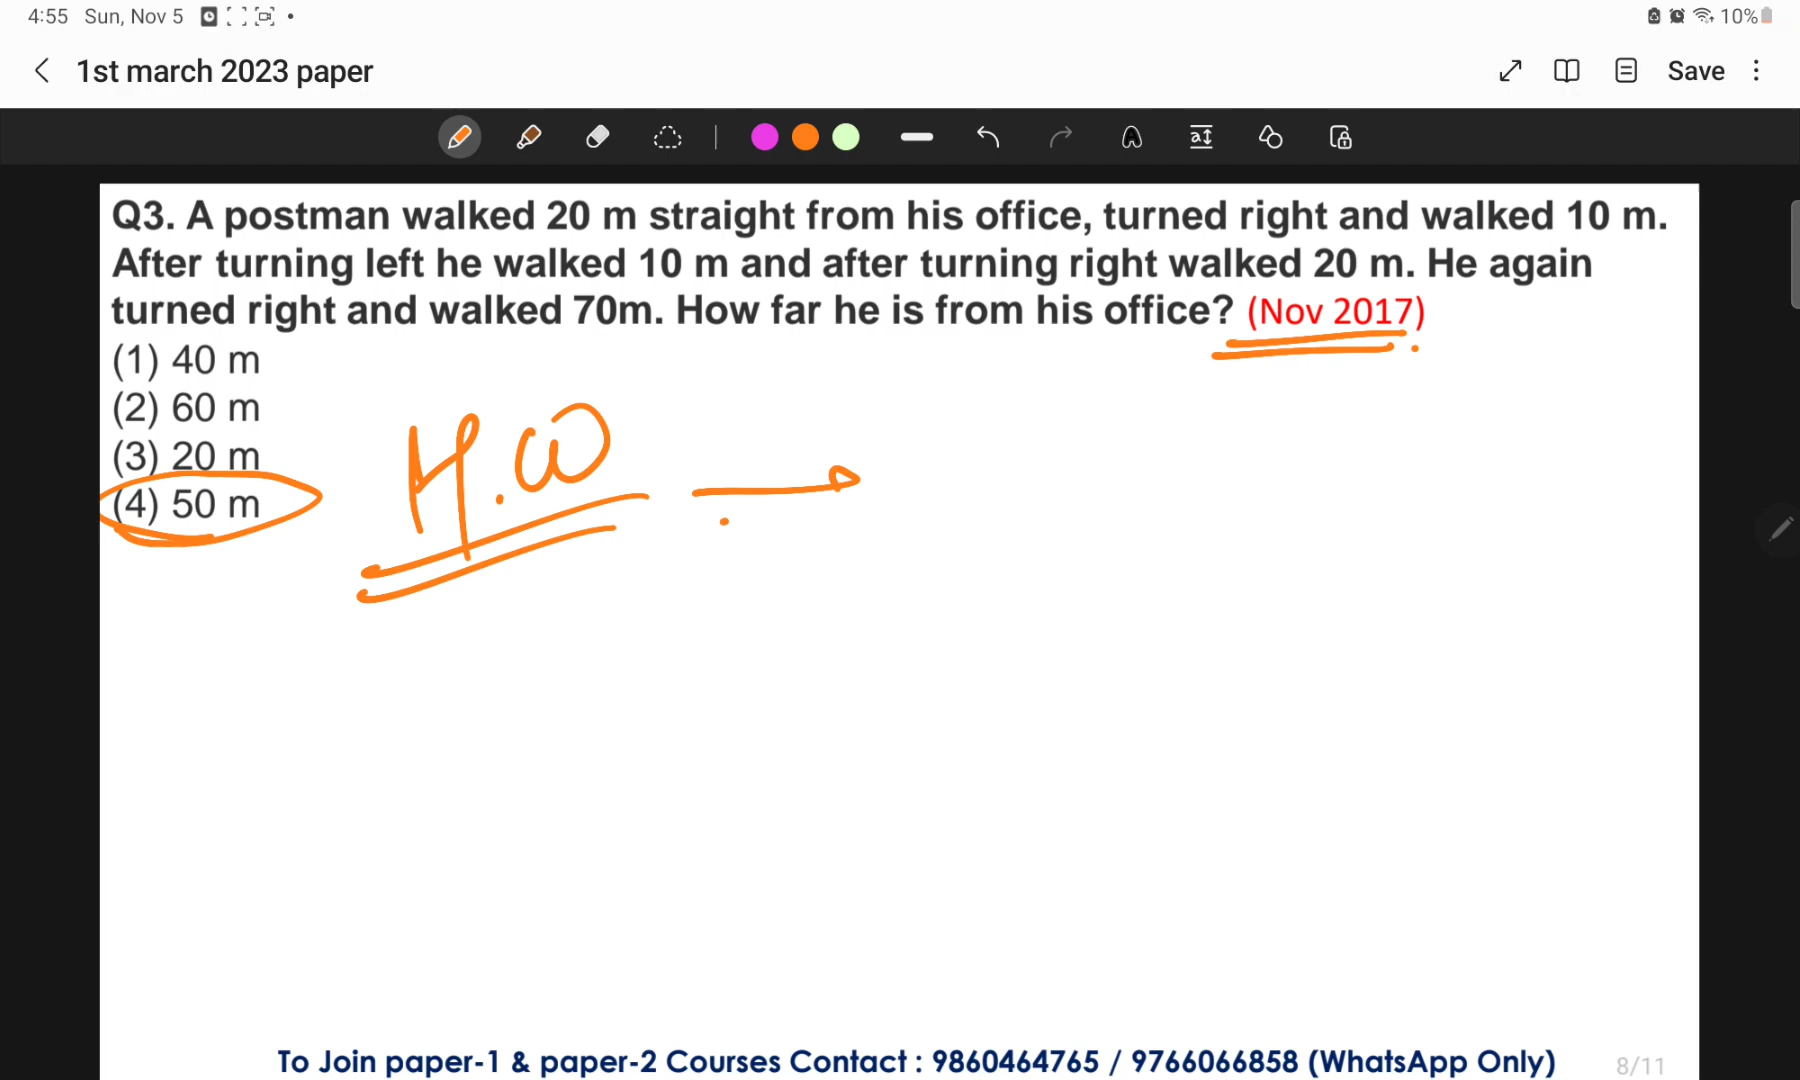 4:55 Sun, Nov 5 10%
1st march 2023 paper Save
Q3. A postman walked 20 m straight from his office, turned right and walked 10 m.
After turning left he walked 10 m and after turning right walked 20 m. He again
turned right and walked 70m. How far he is from his office? (Nov 2017)
(1) 40 m
(2) 60 m
(3) 20 m
(4) 50 m
H.W
To Join paper-1 & paper-2 Courses Contact : 9860464765 / 9766066858 (WhatsApp Only)
8/11